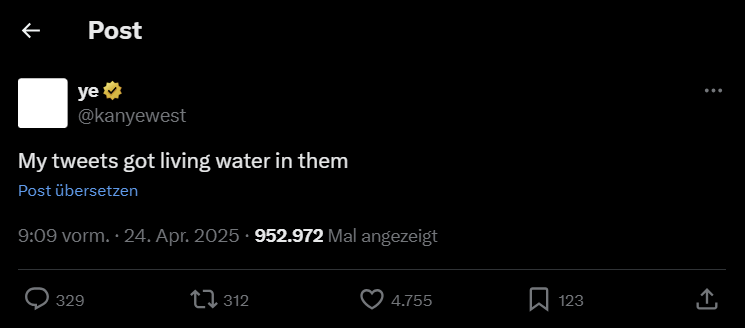 Post
ye
@kanyewest
My tweets got living water in them
Post übersetzen
9:09 vorm. · 24. Apr. 2025 · 952.972 Mal angezeigt
329 312 4.755 123